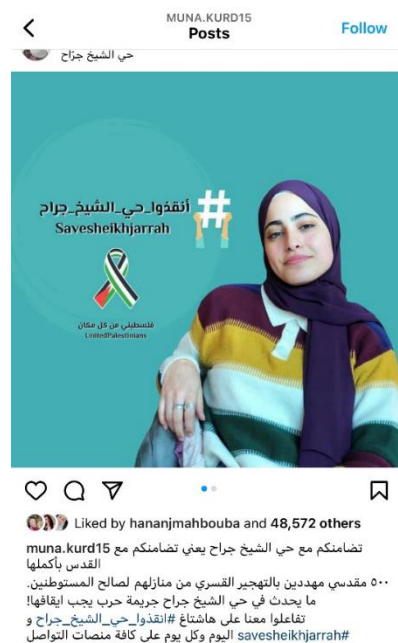 MUNA.KURD15
Posts
Follow
حي الشيخ جرّاح
#أنقذوا_حي_الشيخ_جراح
Savesheikhjarrah
فلسطيني من كل مكان
UnitedPalestinians
Liked by hananjmahbouba and 48,572 others
muna.kurd15 تضامنكم مع حي الشيخ جراح يعني تضامنكم مع
القدس بأكملها
٥٠٠ مقدسي مهددين بالتهجير القسري من منازلهم لصالح المستوطنين.
ما يحدث في حي الشيخ جراح جريمة حرب يجب ايقافها!
تفاعلوا معنا على هاشتاغ #انقذوا_حي_الشيخ_جراح و
#savesheikhjarrah اليوم وكل يوم على كافة منصات التواصل